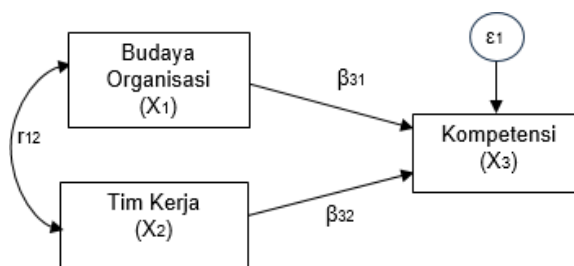 Budaya
Organisasi
(X1)
ε1
β31
r12
Kompetensi
(X3)
Tim Kerja
(X2)
β32